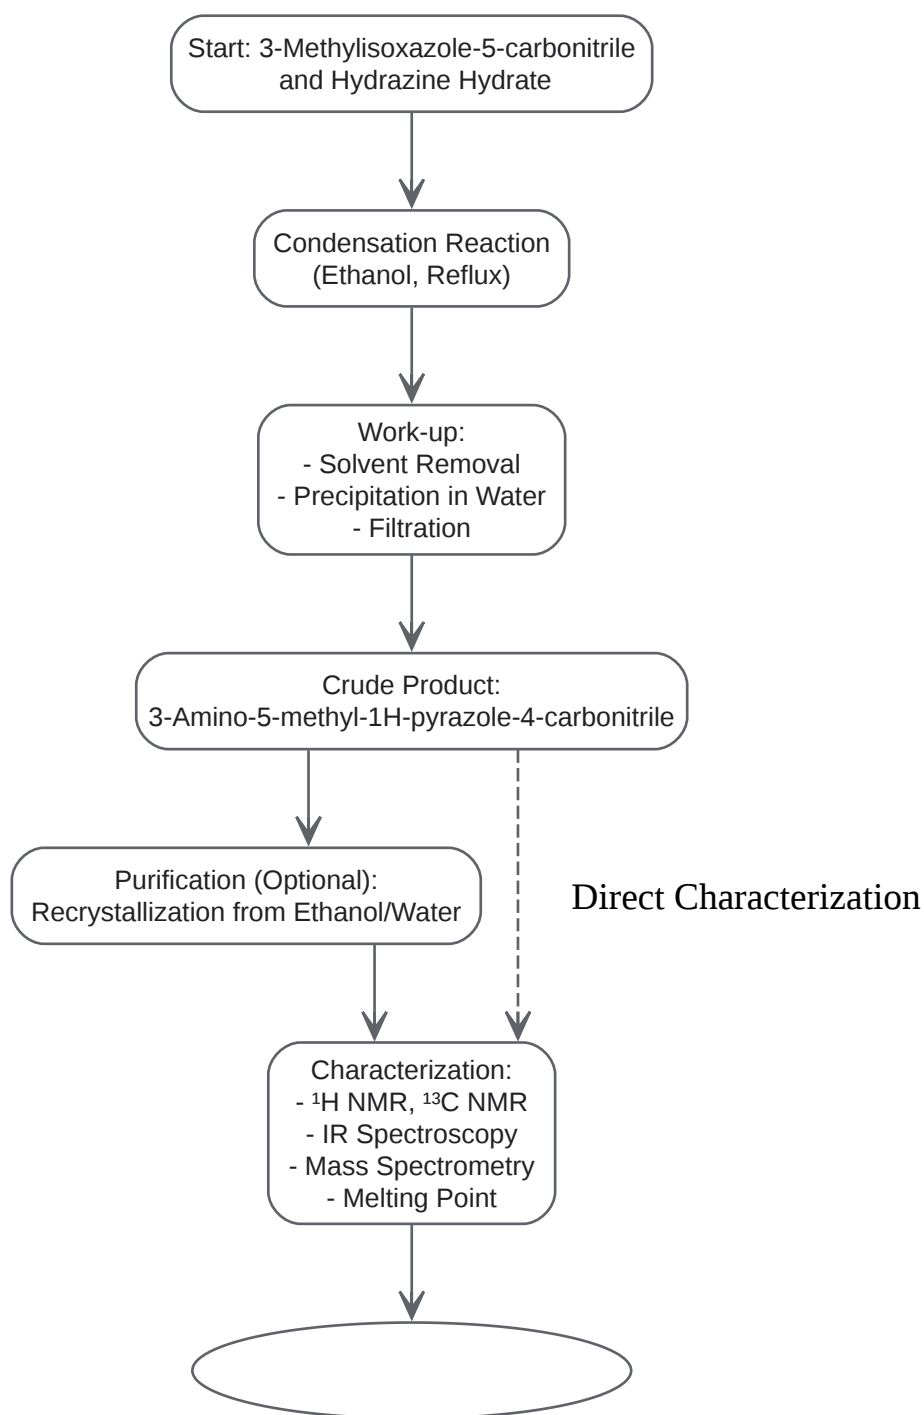 Start: 3-Methylisoxazole-5-carbonitrile
and Hydrazine Hydrate
Condensation Reaction
(Ethanol, Reflux)
Work-up:
- Solvent Removal
- Precipitation in Water
- Filtration
Crude Product:
3-Amino-5-methyl-1H-pyrazole-4-carbonitrile
Purification (Optional):
Recrystallization from Ethanol/Water
Direct Characterization
Characterization:
- ¹H NMR, ¹³C NMR
- IR Spectroscopy
- Mass Spectrometry
- Melting Point